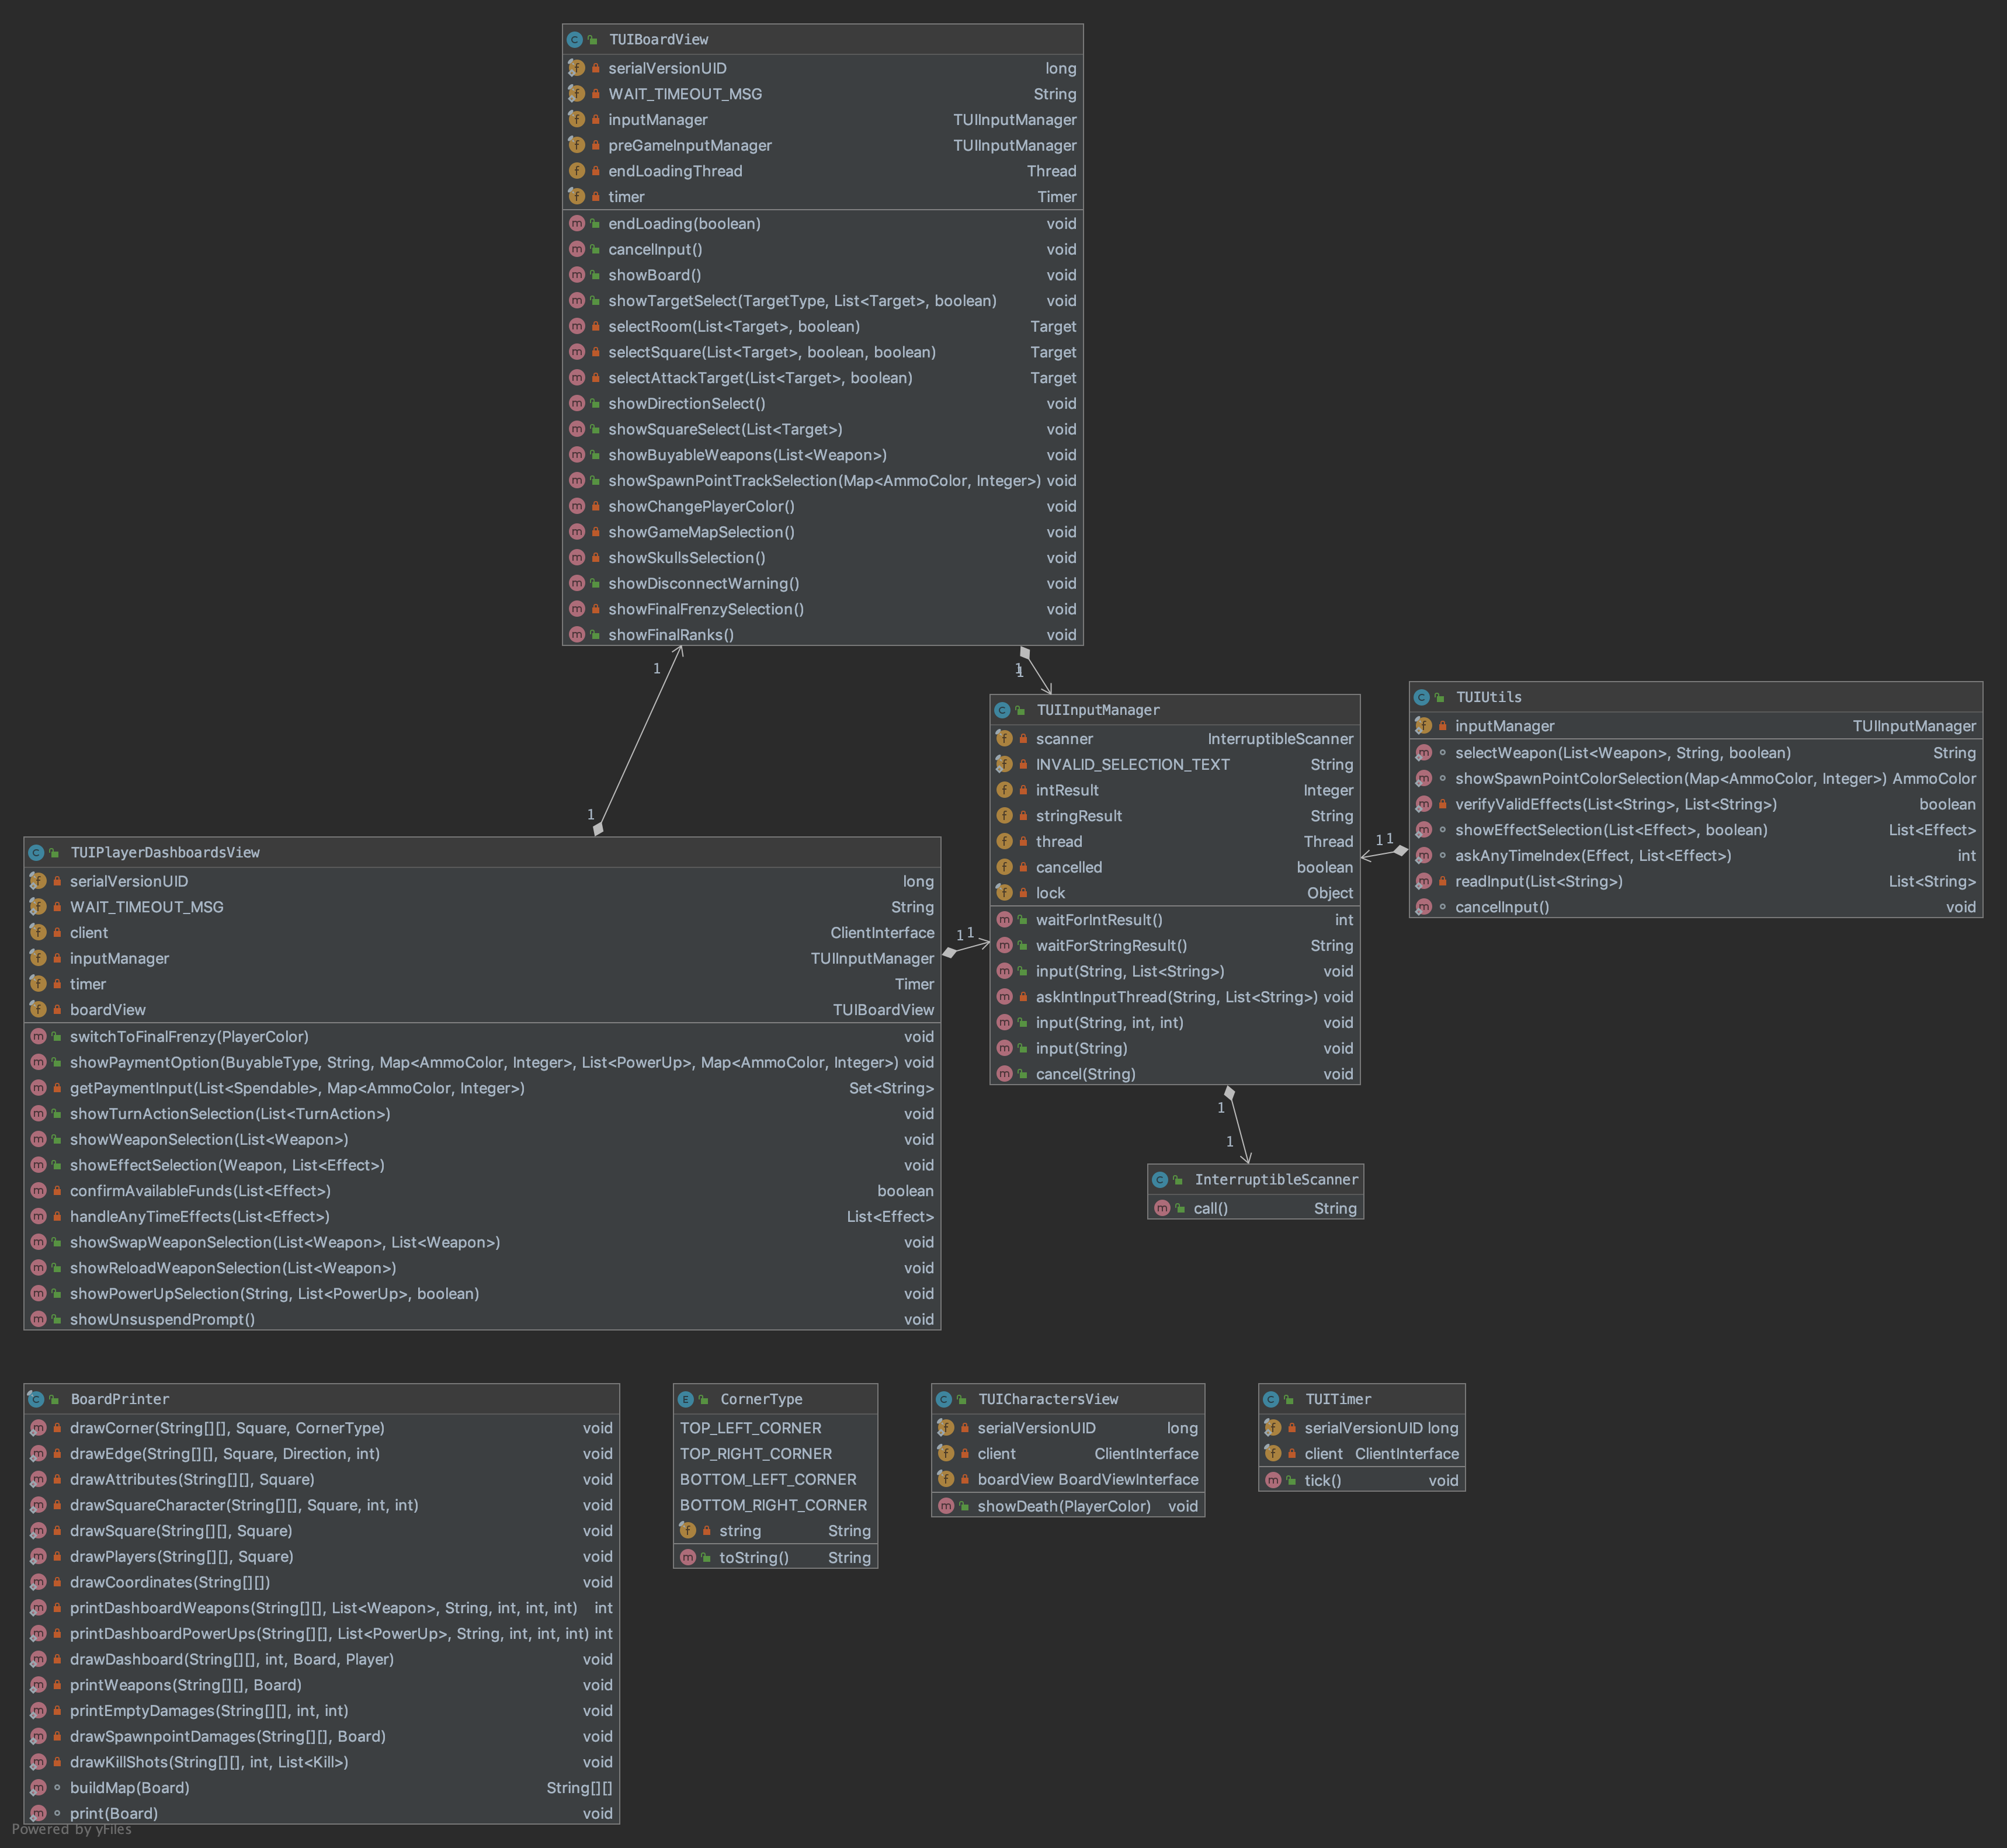 TUIBoardView
serialVersionUID long
WAIT_TIMEOUT_MSG String
inputManager TUIInputManager
preGameInputManager TUIInputManager
endLoadingThread Thread
timer Timer
endLoading(boolean) void
cancelInput() void
showBoard() void
showTargetSelect(TargetType, List<Target>, boolean) void
selectRoom(List<Target>, boolean) Target
selectSquare(List<Target>, boolean, boolean) Target
selectAttackTarget(List<Target>, boolean) Target
showDirectionSelect() void
showSquareSelect(List<Target>) void
showBuyableWeapons(List<Weapon>) void
showSpawnPointTrackSelection(Map<AmmoColor, Integer>) void
showChangePlayerColor() void
showGameMapSelection() void
showSkullsSelection() void
showDisconnectWarning() void
showFinalFrenzySelection() void
showFinalRanks() void
1
1
1
1
TUIInputManager
scanner InterruptibleScanner
INVALID_SELECTION_TEXT String
intResult Integer
stringResult String
thread Thread
cancelled boolean
lock Object
waitForIntResult() int
waitForStringResult() String
input(String, List<String>) void
askIntInputThread(String, List<String>) void
input(String, int, int) void
input(String) void
cancel(String) void
TUIUtils
inputManager TUIInputManager
selectWeapon(List<Weapon>, String, boolean) String
showSpawnPointColorSelection(Map<AmmoColor, Integer>) AmmoColor
verifyValidEffects(List<String>, List<String>) boolean
showEffectSelection(List<Effect>, boolean) List<Effect>
askAnyTimeIndex(Effect, List<Effect>) int
readInput(List<String>) List<String>
cancelInput() void
1 1
TUIPlayerDashboardsView
serialVersionUID long
WAIT_TIMEOUT_MSG String
client ClientInterface
inputManager TUIInputManager
timer Timer
boardView TUIBoardView
switchToFinalFrenzy(PlayerColor) void
showPaymentOption(BuyableType, String, Map<AmmoColor, Integer>, List<PowerUp>, Map<AmmoColor, Integer>) void
getPaymentInput(List<Spendable>, Map<AmmoColor, Integer>) Set<String>
showTurnActionSelection(List<TurnAction>) void
showWeaponSelection(List<Weapon>) void
showEffectSelection(Weapon, List<Effect>) void
confirmAvailableFunds(List<Effect>) boolean
handleAnyTimeEffects(List<Effect>) List<Effect>
showSwapWeaponSelection(List<Weapon>, List<Weapon>) void
showReloadWeaponSelection(List<Weapon>) void
showPowerUpSelection(String, List<PowerUp>, boolean) void
showUnsuspendPrompt() void
1 1
1
1
InterruptibleScanner
call() String
BoardPrinter
drawCorner(String[][], Square, CornerType) void
drawEdge(String[][], Square, Direction, int) void
drawAttributes(String[][], Square) void
drawSquareCharacter(String[][], Square, int, int) void
drawSquare(String[][], Square) void
drawPlayers(String[][], Square) void
drawCoordinates(String[][]) void
printDashboardWeapons(String[][], List<Weapon>, String, int, int, int) int
printDashboardPowerUps(String[][], List<PowerUp>, String, int, int, int) int
drawDashboard(String[][], int, Board, Player) void
printWeapons(String[][], Board) void
printEmptyDamages(String[][], int, int) void
drawSpawnpointDamages(String[][], Board) void
drawKillShots(String[][], int, List<Kill>) void
buildMap(Board) String[][]
print(Board) void
CornerType
TOP_LEFT_CORNER
TOP_RIGHT_CORNER
BOTTOM_LEFT_CORNER
BOTTOM_RIGHT_CORNER
string String
toString() String
TUICharactersView
serialVersionUID long
client ClientInterface
boardView BoardViewInterface
showDeath(PlayerColor) void
TUITimer
serialVersionUID long
client ClientInterface
tick() void
Powered by yFiles